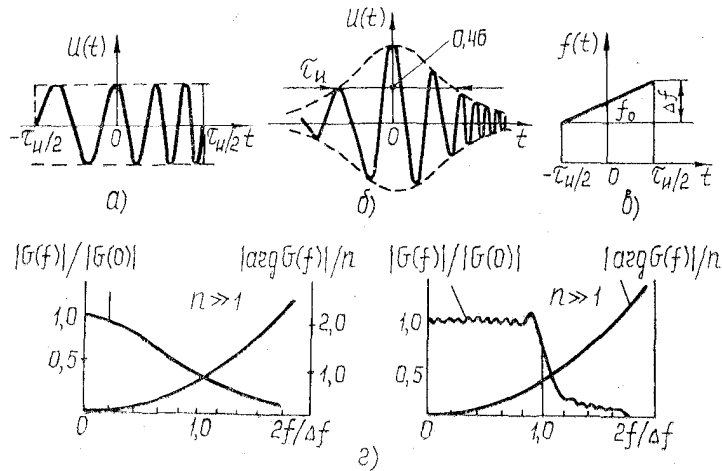 U(t)
-τи/2
0
τи/2 t
а)
U(t)
0,46
τи
0
t
б)
f(t)
f₀
Δf
-τи/2
0
τи/2
t
в)
|G(f)|/|G(0)|
|argG(f)|/n
n≫1
1,0
0,5
2,0
1,0
0
1,0
2f/Δf
|G(f)|/|G(0)|
|argG(f)|/n
n≫1
1,0
0,5
0
1,0
2f/Δf
г)